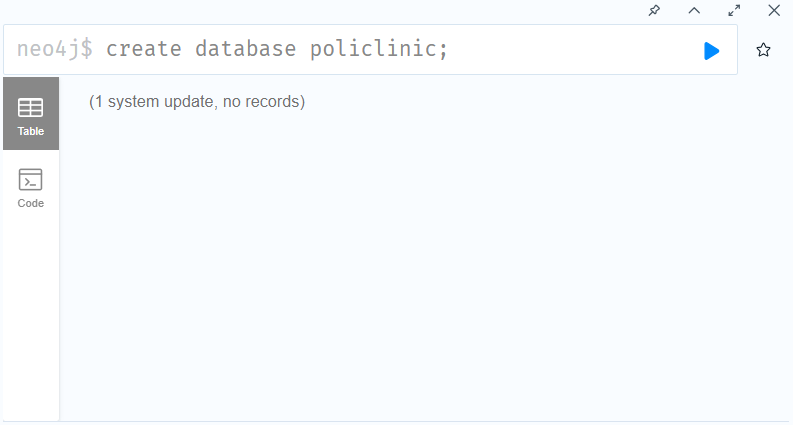 neo4j$ create database policlinic;
(1 system update, no records)
Table
Code